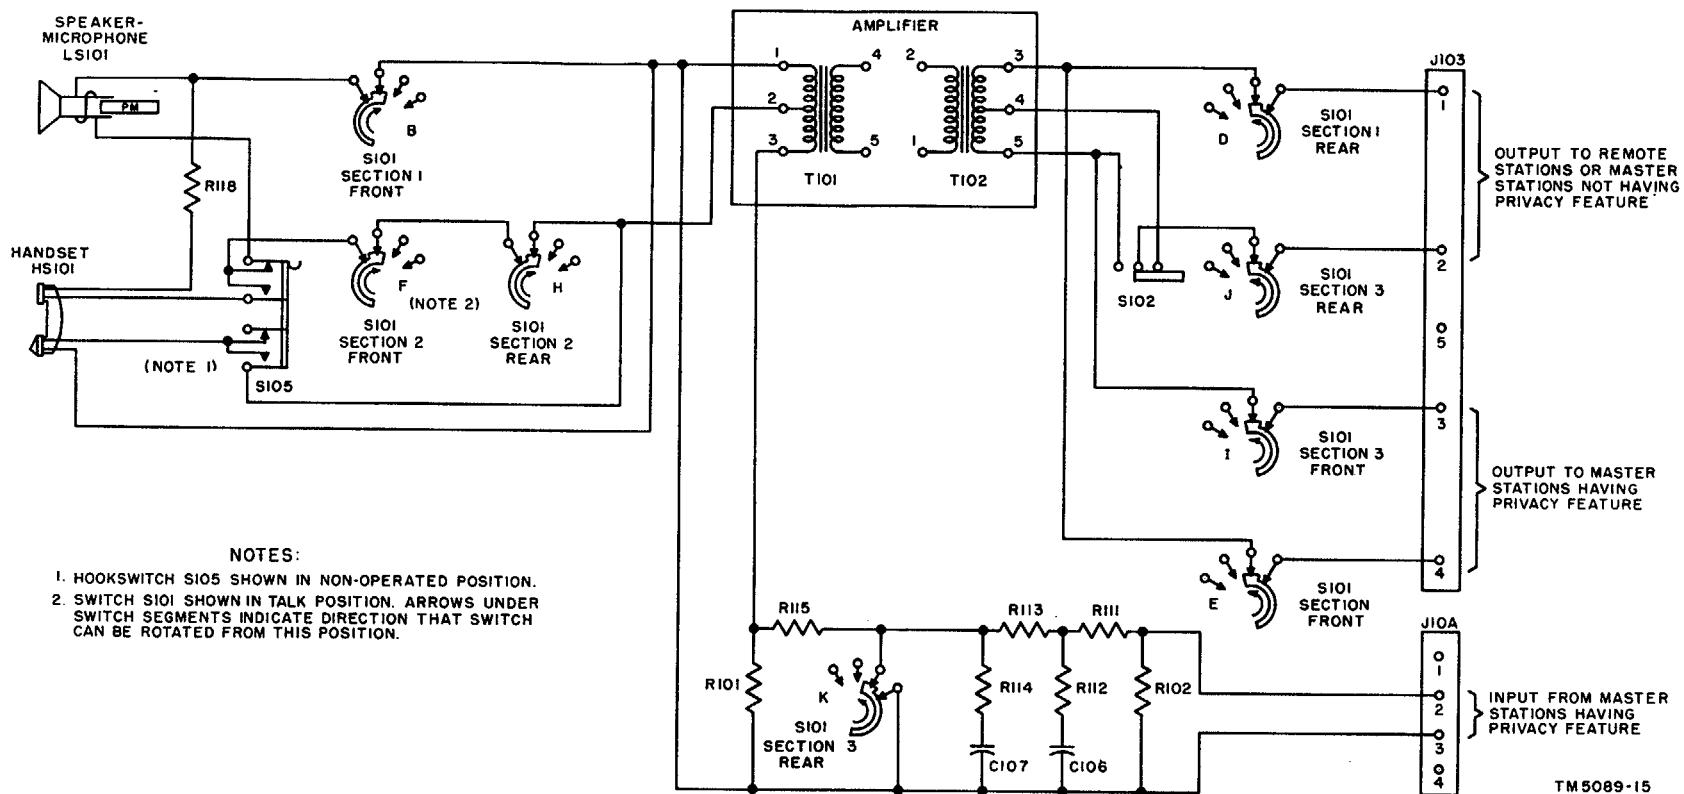 SPEAKER-
MICROPHONE
LS101
PM
B
S101
SECTION 1
FRONT
R118
HANDSET
HS101
(NOTE 1)
S105
F
(NOTE 2)
S101
SECTION 2
FRONT
H
S101
SECTION 2
REAR
AMPLIFIER
1
2
3
4
5
T101
2
1
3
4
5
T102
D
S101
SECTION 1
REAR
S102
J
S101
SECTION 3
REAR
I
S101
SECTION 3
FRONT
E
S101
SECTION
FRONT
J103
1
2
5
3
4
OUTPUT TO REMOTE
STATIONS OR MASTER
STATIONS NOT HAVING
PRIVACY FEATURE
OUTPUT TO MASTER
STATIONS HAVING
PRIVACY FEATURE
NOTES:
1. HOOKSWITCH S105 SHOWN IN NON-OPERATED POSITION.
2. SWITCH S101 SHOWN IN TALK POSITION. ARROWS UNDER
SWITCH SEGMENTS INDICATE DIRECTION THAT SWITCH
CAN BE ROTATED FROM THIS POSITION.
R115
R101
K
S101
SECTION 3
REAR
R113
R111
R114
R112
R102
C107
C106
J10A
1
2
3
4
INPUT FROM MASTER
STATIONS HAVING
PRIVACY FEATURE
TM5089-15